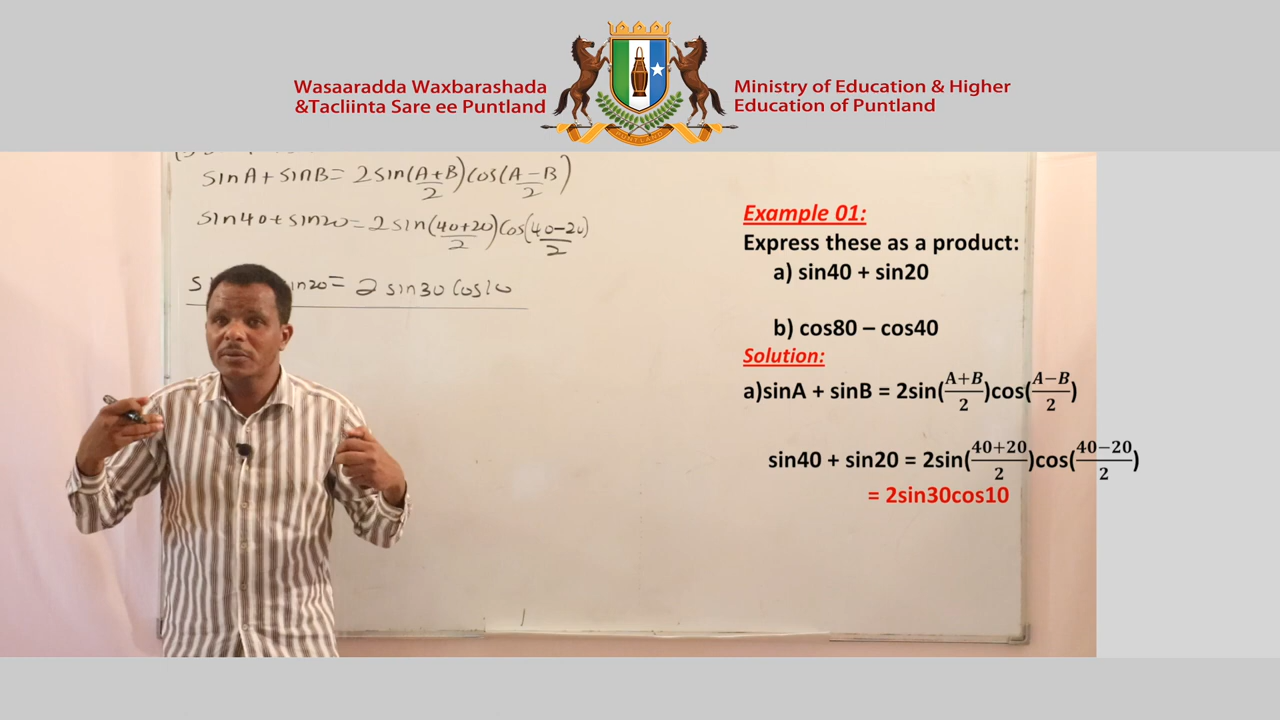 Wasaaradda Waxbarashada
&Tacliinta Sare ee Puntland
Ministry of Education & Higher
Education of Puntland
PUNTLAND
sinA + sinB = 2sin(A+B/2)cos(A−B/2)
sin40 + sin20 = 2sin(40+20/2)cos(40−20/2)
in20 = 2 sin30 cos10
Example 01:
Express these as a product:
a) sin40 + sin20
b) cos80 – cos40
Solution:
a)sinA + sinB = 2sin(A+B/2)cos(A−B/2)
sin40 + sin20 = 2sin(40+20/2)cos(40−20/2)
= 2sin30cos10